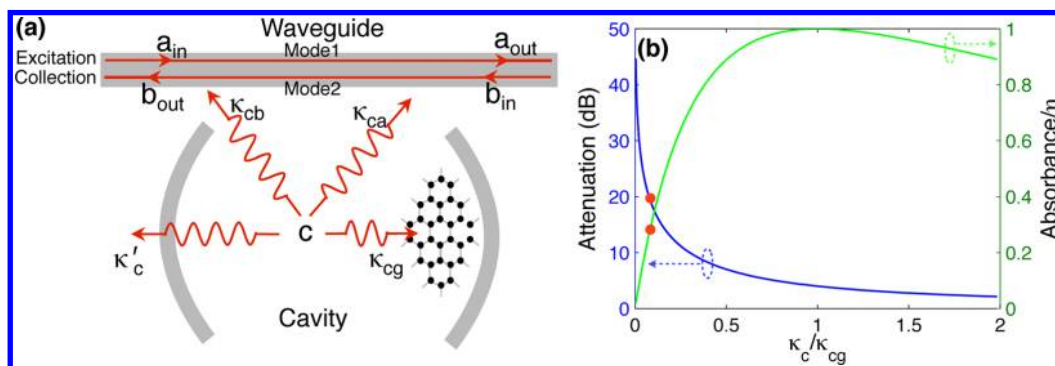 (a)
Waveguide
Excitation
a_in
Mode1
a_out
Collection
b_out
Mode2
b_in
κ_cb
κ_ca
c
κ'_c
κ_cg
Cavity
(b)
50
40
30
20
10
0
Attenuation (dB)
0
0.5
1
1.5
2
κ_c/κ_cg
1
0.8
0.6
0.4
0.2
0
Absorbance/η